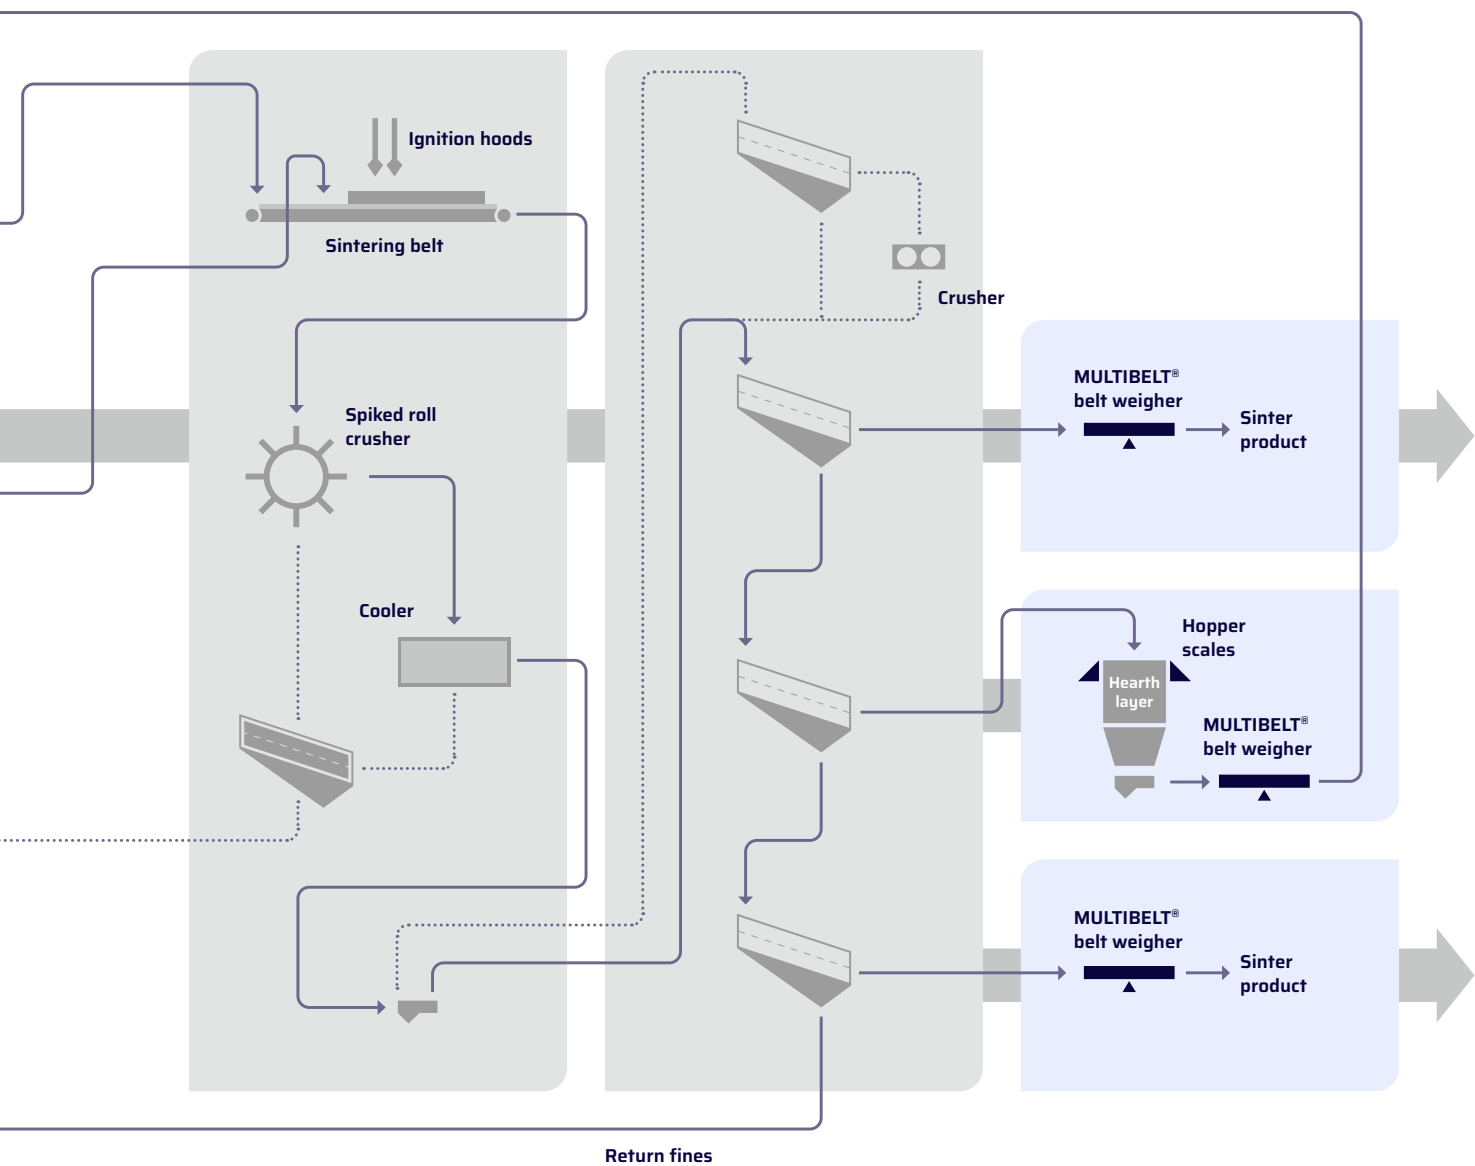 Ignition hoods
Sintering belt
Crusher
MULTIBELT®
belt weigher
Sinter
product
Spiked roll
crusher
Cooler
Hopper
scales
Hearth
layer
MULTIBELT®
belt weigher
MULTIBELT®
belt weigher
Sinter
product
Return fines